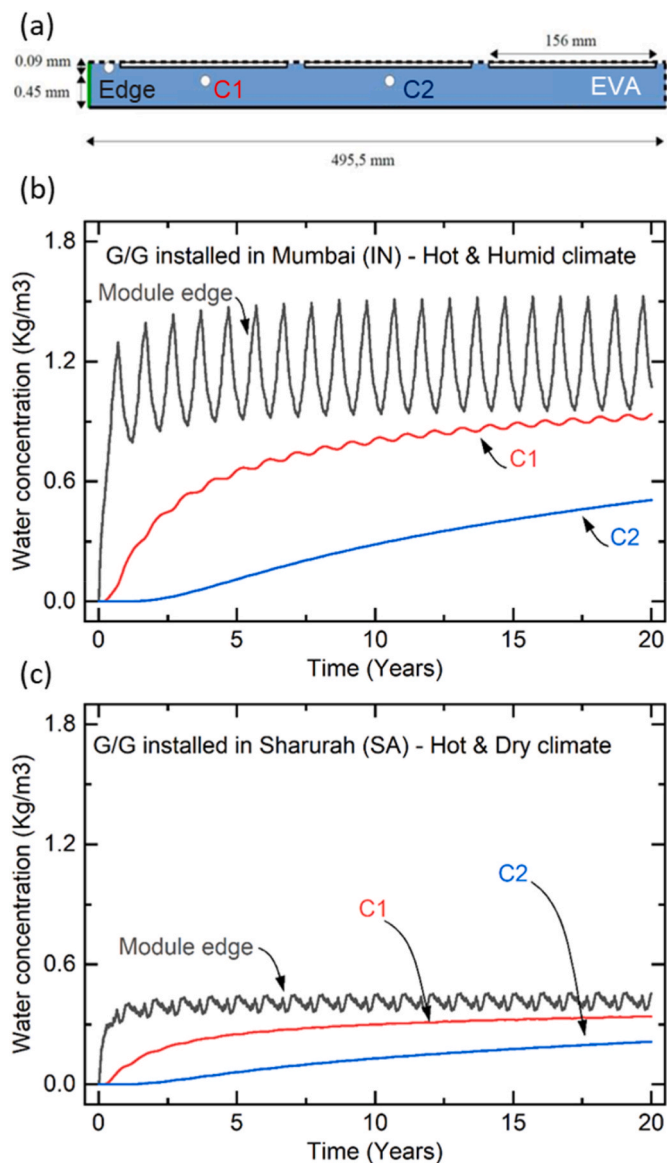 (a)
0.09 mm
156 mm
0.45 mm
Edge
C1
C2
EVA
495,5 mm
(b)
1.8
G/G installed in Mumbai (IN) - Hot & Humid climate
Module edge
1.2
C1
0.6
C2
0.0
0 5 10 15 20
Time (Years)
Water concentration (Kg/m3)
(c)
1.8
G/G installed in Sharurah (SA) - Hot & Dry climate
1.2
C2
C1
Module edge
0.6
0.0
0 5 10 15 20
Time (Years)
Water concentration (Kg/m3)